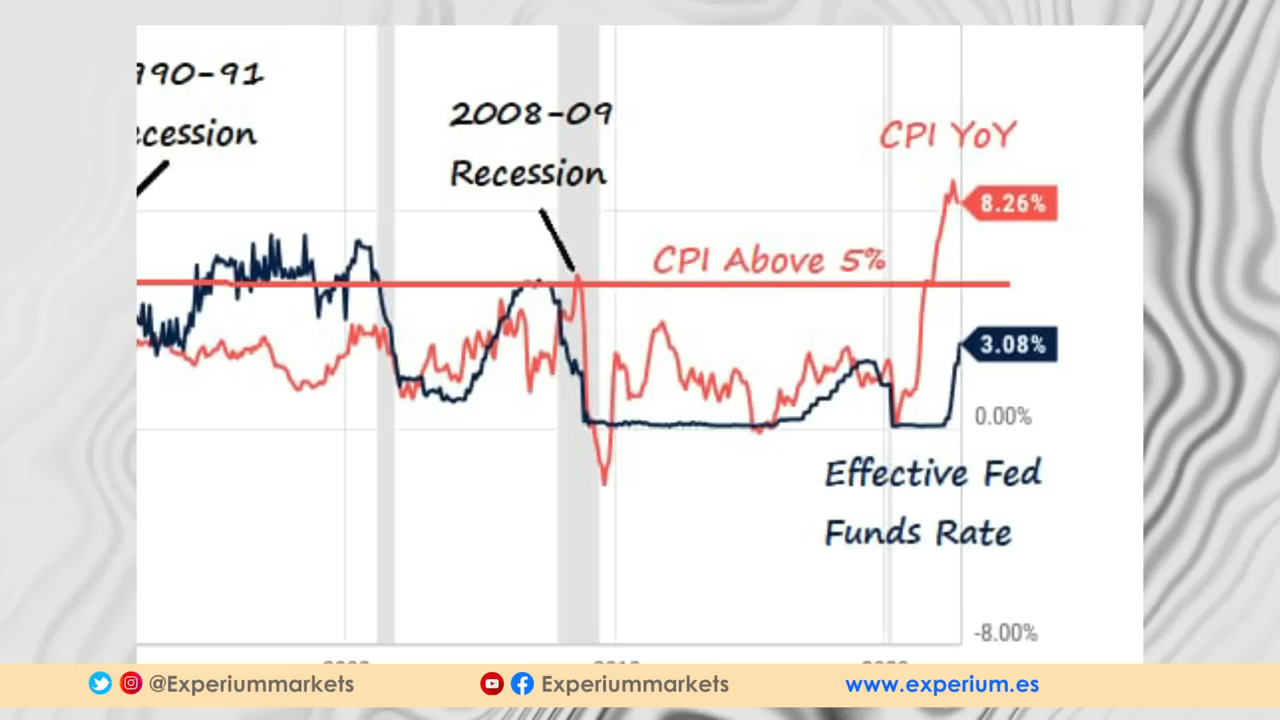 990-91
ecession
2008-09
Recession
CPI YoY
8.26%
CPI Above 5%
3.08%
0.00%
Effective Fed
Funds Rate
-8.00%
@Experiummarkets
Experiummarkets
www.experium.es